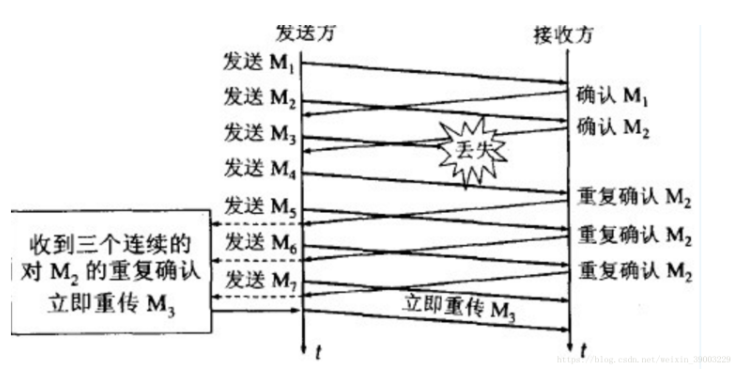 发送方
接收方
发送 M1
发送 M2
确认 M1
发送 M3
确认 M2
丢失
发送 M4
重复确认 M2
发送 M5
发送 M6
重复确认 M2
发送 M7
重复确认 M2
收到三个连续的
对 M2 的重复确认
立即重传 M3
立即重传 M3
t
t